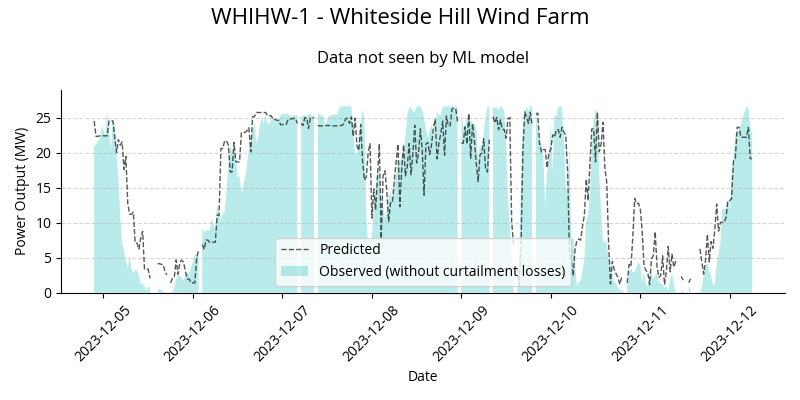 WHIHW-1 - Whiteside Hill Wind Farm
Data not seen by ML model
Power Output (MW)
25
20
15
10
5
0
Predicted
Observed (without curtailment losses)
2023-12-05
2023-12-06
2023-12-07
2023-12-08
2023-12-09
2023-12-10
2023-12-11
2023-12-12
Date